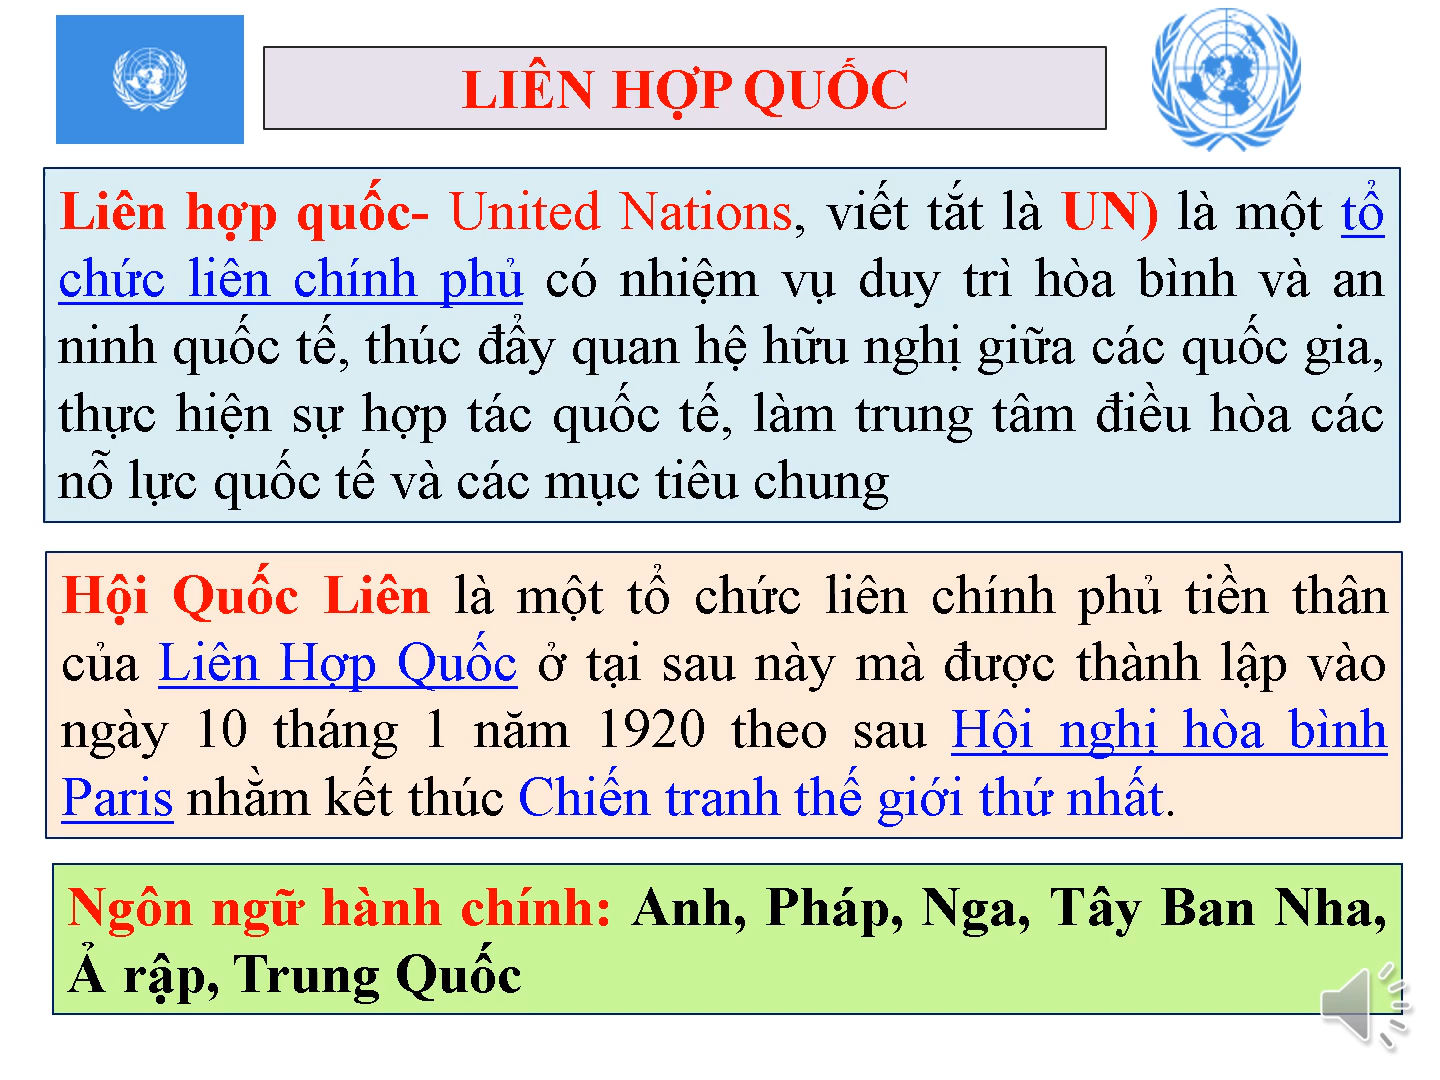 LIÊN HỢP QUỐC
Liên hợp quốc- United Nations, viết tắt là UN) là một tổ
chức liên chính phủ có nhiệm vụ duy trì hòa bình và an
ninh quốc tế, thúc đẩy quan hệ hữu nghị giữa các quốc gia,
thực hiện sự hợp tác quốc tế, làm trung tâm điều hòa các
nỗ lực quốc tế và các mục tiêu chung
Hội Quốc Liên là một tổ chức liên chính phủ tiền thân
của Liên Hợp Quốc ở tại sau này mà được thành lập vào
ngày 10 tháng 1 năm 1920 theo sau Hội nghị hòa bình
Paris nhằm kết thúc Chiến tranh thế giới thứ nhất.
Ngôn ngữ hành chính: Anh, Pháp, Nga, Tây Ban Nha,
Ả rập, Trung Quốc